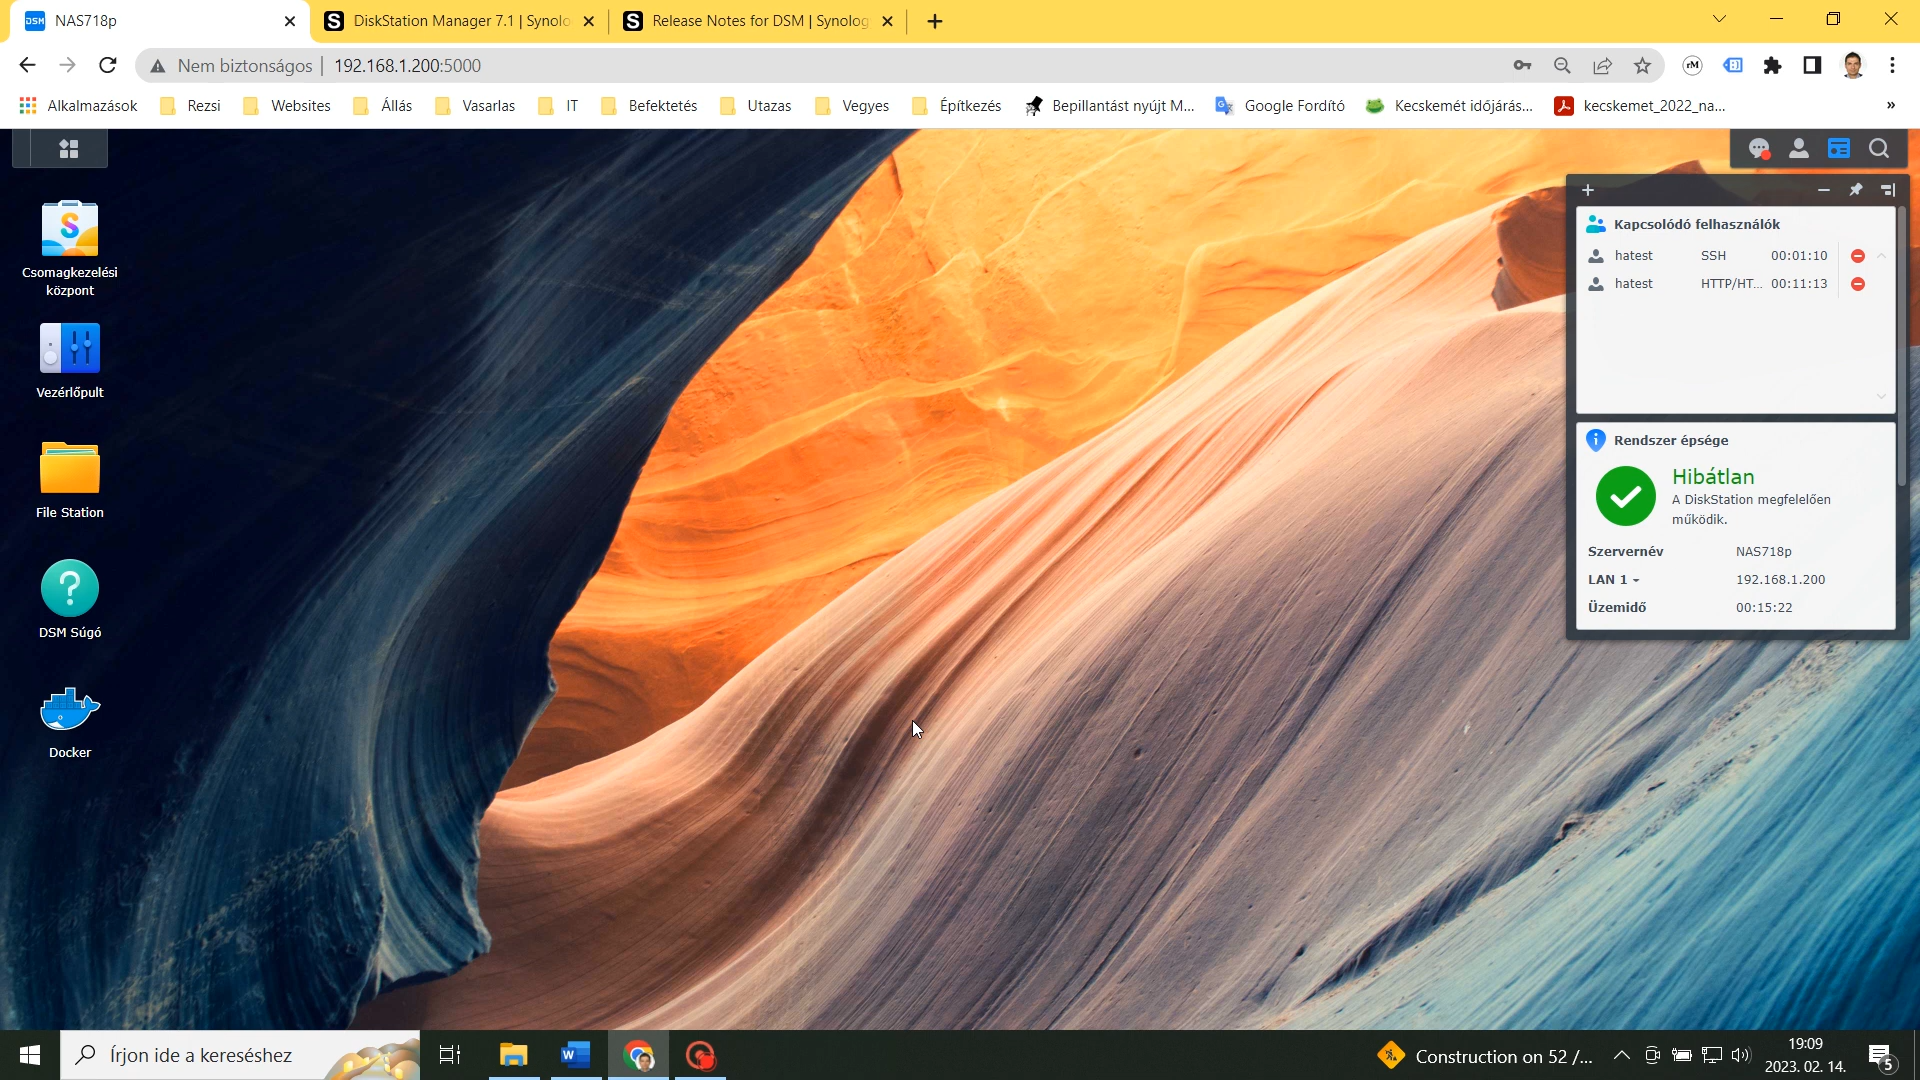 DSM NAS718p
S DiskStation Manager 7.1 | Synolo
S Release Notes for DSM | Synolog
Nem biztonságos | 192.168.1.200:5000
rM
Alkalmazások
Rezsi
Websites
Állás
Vasarlas
IT
Befektetés
Utazas
Vegyes
Építkezés
Bepillantást nyújt M...
Google Fordító
Kecskemét időjárás...
kecskemet_2022_na...
»
S
Csomagkezelési
központ
Vezérlőpult
File Station
?
DSM Súgó
Docker
Kapcsolódó felhasználók
hatest SSH 00:01:10
hatest HTTP/HT... 00:11:13
Rendszer épsége
Hibátlan
A DiskStation megfelelően
működik.
Szervernév NAS718p
LAN 1 192.168.1.200
Üzemidő 00:15:22
Írjon ide a kereséshez
W
Construction on 52 /...
19:09
2023. 02. 14.
5